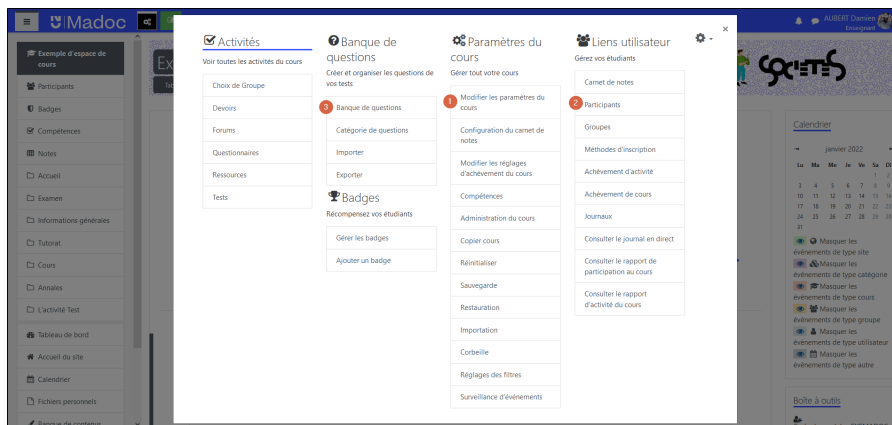 Madoc
AUBERT Damien
Enseignant
Exemple d'espace de
cours
Participants
Badges
Compétences
Notes
Accueil
Examen
Informations générales
Tutorat
Cours
Annales
L'activité Test
Tableau de bord
Accueil du site
Calendrier
Fichiers personnels
Banque de contenus
Ex
Activités
Voir toutes les activités du cours
Choix de Groupe
Devoirs
Forums
Questionnaires
Ressources
Tests
Banque de
questions
Créer et organiser les questions de
vos tests
3 Banque de questions
Catégorie de questions
Importer
Exporter
Badges
Récompensez vos étudiants
Gérer les badges
Ajouter un badge
Paramètres du
cours
Gérer tout votre cours
1 Modifier les paramètres du
cours
Configuration du carnet de
notes
Modifier les réglages
d'achèvement du cours
Compétences
Administration du cours
Copier cours
Réinitialiser
Sauvegarde
Restauration
Importation
Corbeille
Réglages des filtres
Surveillance d'événements
Liens utilisateur
Gérez vos étudiants
Carnet de notes
2 Participants
Groupes
Méthodes d'inscription
Achèvement d'activité
Achèvement de cours
Journaux
Consulter le journal en direct
Consulter le rapport de
participation au cours
Consulter le rapport
d'activité du cours
×
Calendrier
janvier 2022
Lu Ma Me Je Ve Sa Di
1 2
3 4 5 6 7 8 9
10 11 12 13 14 15 16
17 18 19 20 21 22 23
24 25 26 27 28 29 30
31
Masquer les
événements de type site
Masquer les
événements de type catégorie
Masquer les
événements de type cours
Masquer les
événements de type groupe
Masquer les
événements de type utilisateur
Masquer les
événements de type autre
Boîte à outils